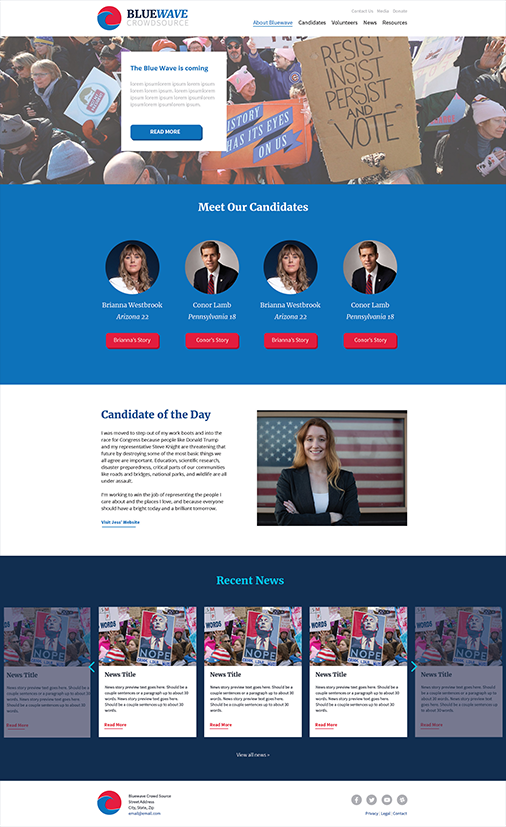 BLUEWAVE
CROWDSOURCE
Contact Us Media Donate
About Bluewave Candidates Volunteers News Resources
The Blue Wave is coming
lorem ipsumlorem ipsum lorem ipsum
lorem ipsum lorem ipsumlorem ipsum
lorem ipsum lorem ipsum lorem
ipsumlorem ipsum.
READ MORE
HISTORY
HAS ITS EYES
ON US
RESIST
INSIST
PERSIST
AND
VOTE
Meet Our Candidates
Brianna Westbrook
Arizona 22
Brianna's Story
Conor Lamb
Pennsylvania 18
Conor's Story
Brianna Westbrook
Arizona 22
Brianna's Story
Conor Lamb
Pennsylvania 18
Conor's Story
Candidate of the Day
I was moved to step out of my work boots and into the
race for Congress because people like Donald Trump
and my representative Steve Knight are threatening that
future by destroying some of the most basic things we
all agree are important. Education, scientific research,
disaster preparedness, critical parts of our communities
like roads and bridges, national parks, and wildlife are all
under assault.
I'm working to win the job of representing the people I
care about and the places I love, and because everyone
should have a bright today and a brilliant tomorrow.
Visit Jess' Website
Recent News
WORDS
NOPE
News Title
News story preview text goes here. Should be a
couple sentences or a paragraph up to about 30
words. News story preview text goes here.
Should be a couple sentences up to about 30
words.
Read More
WORDS
NOPE
News Title
News story preview text goes here. Should be a
couple sentences or a paragraph up to about 30
words. News story preview text goes here.
Should be a couple sentences up to about 30
words.
Read More
WORDS
NOPE
News Title
News story preview text goes here. Should be a
couple sentences or a paragraph up to about 30
words. News story preview text goes here.
Should be a couple sentences up to about 30
words.
Read More
WORDS
NOPE
News Title
News story preview text goes here. Should be a
couple sentences or a paragraph up to about 30
words. News story preview text goes here.
Should be a couple sentences up to about 30
words.
Read More
WORDS
NOPE
News Title
News story preview text goes here. Should be a
couple sentences or a paragraph up to about 30
words. News story preview text goes here.
Should be a couple sentences up to about 30
words.
Read More
View all news >
Bluewave Crowd Source
Street Address
City, State, Zip
email@email.com
Privacy | Legal | Contact